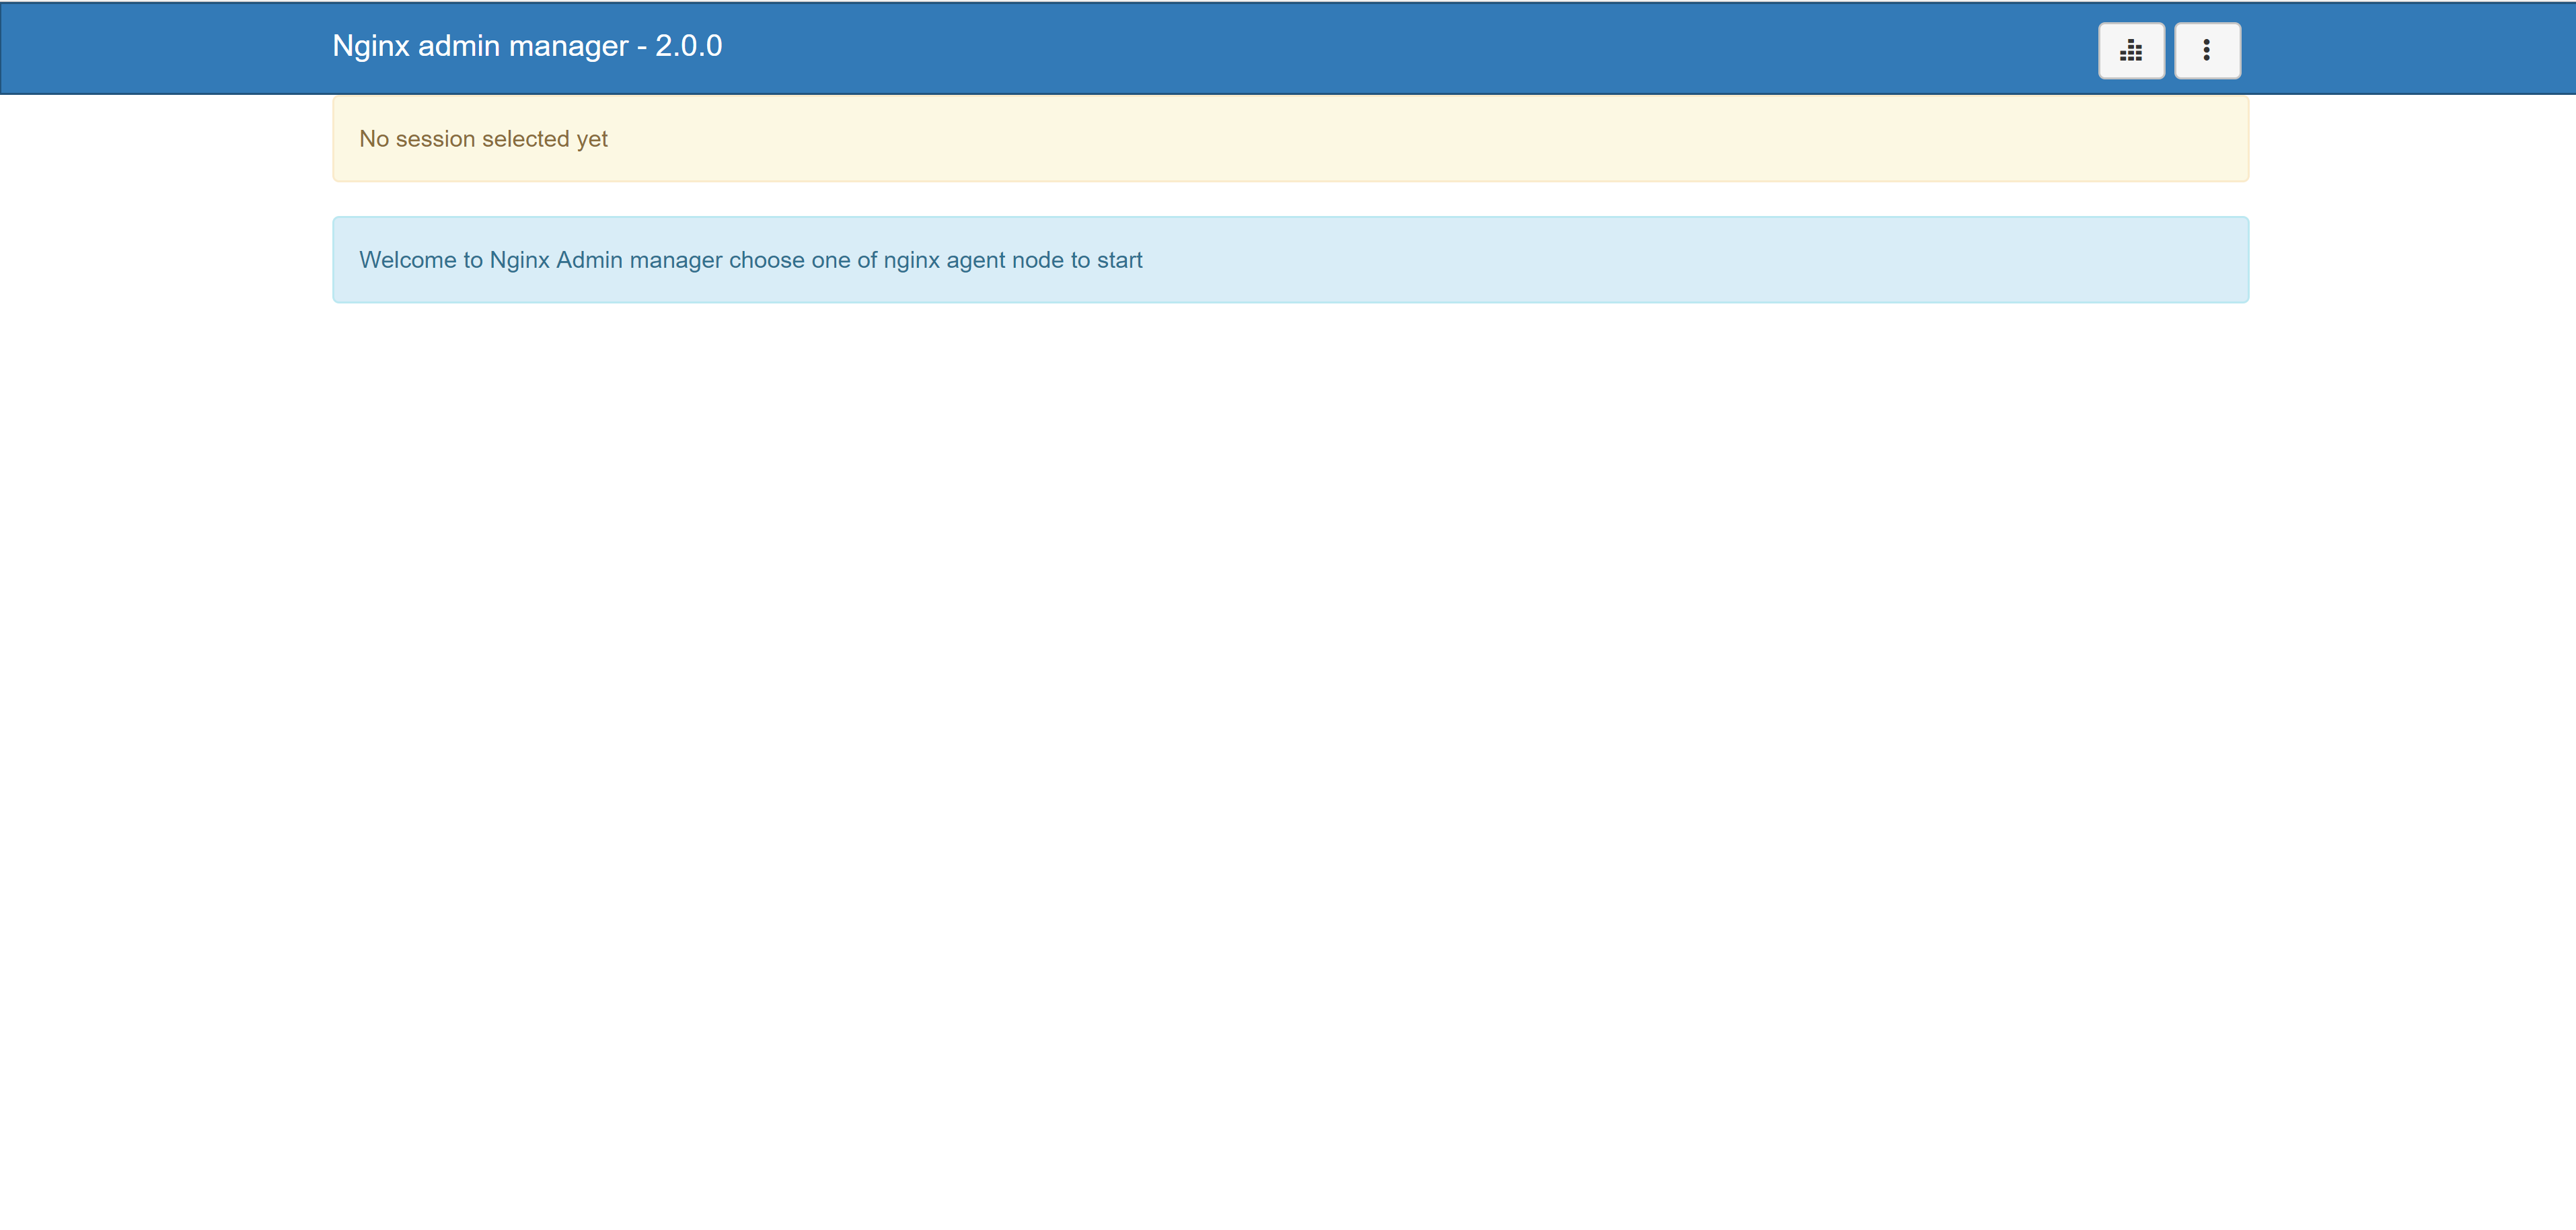 Nginx admin manager - 2.0.0
No session selected yet
Welcome to Nginx Admin manager choose one of nginx agent node to start